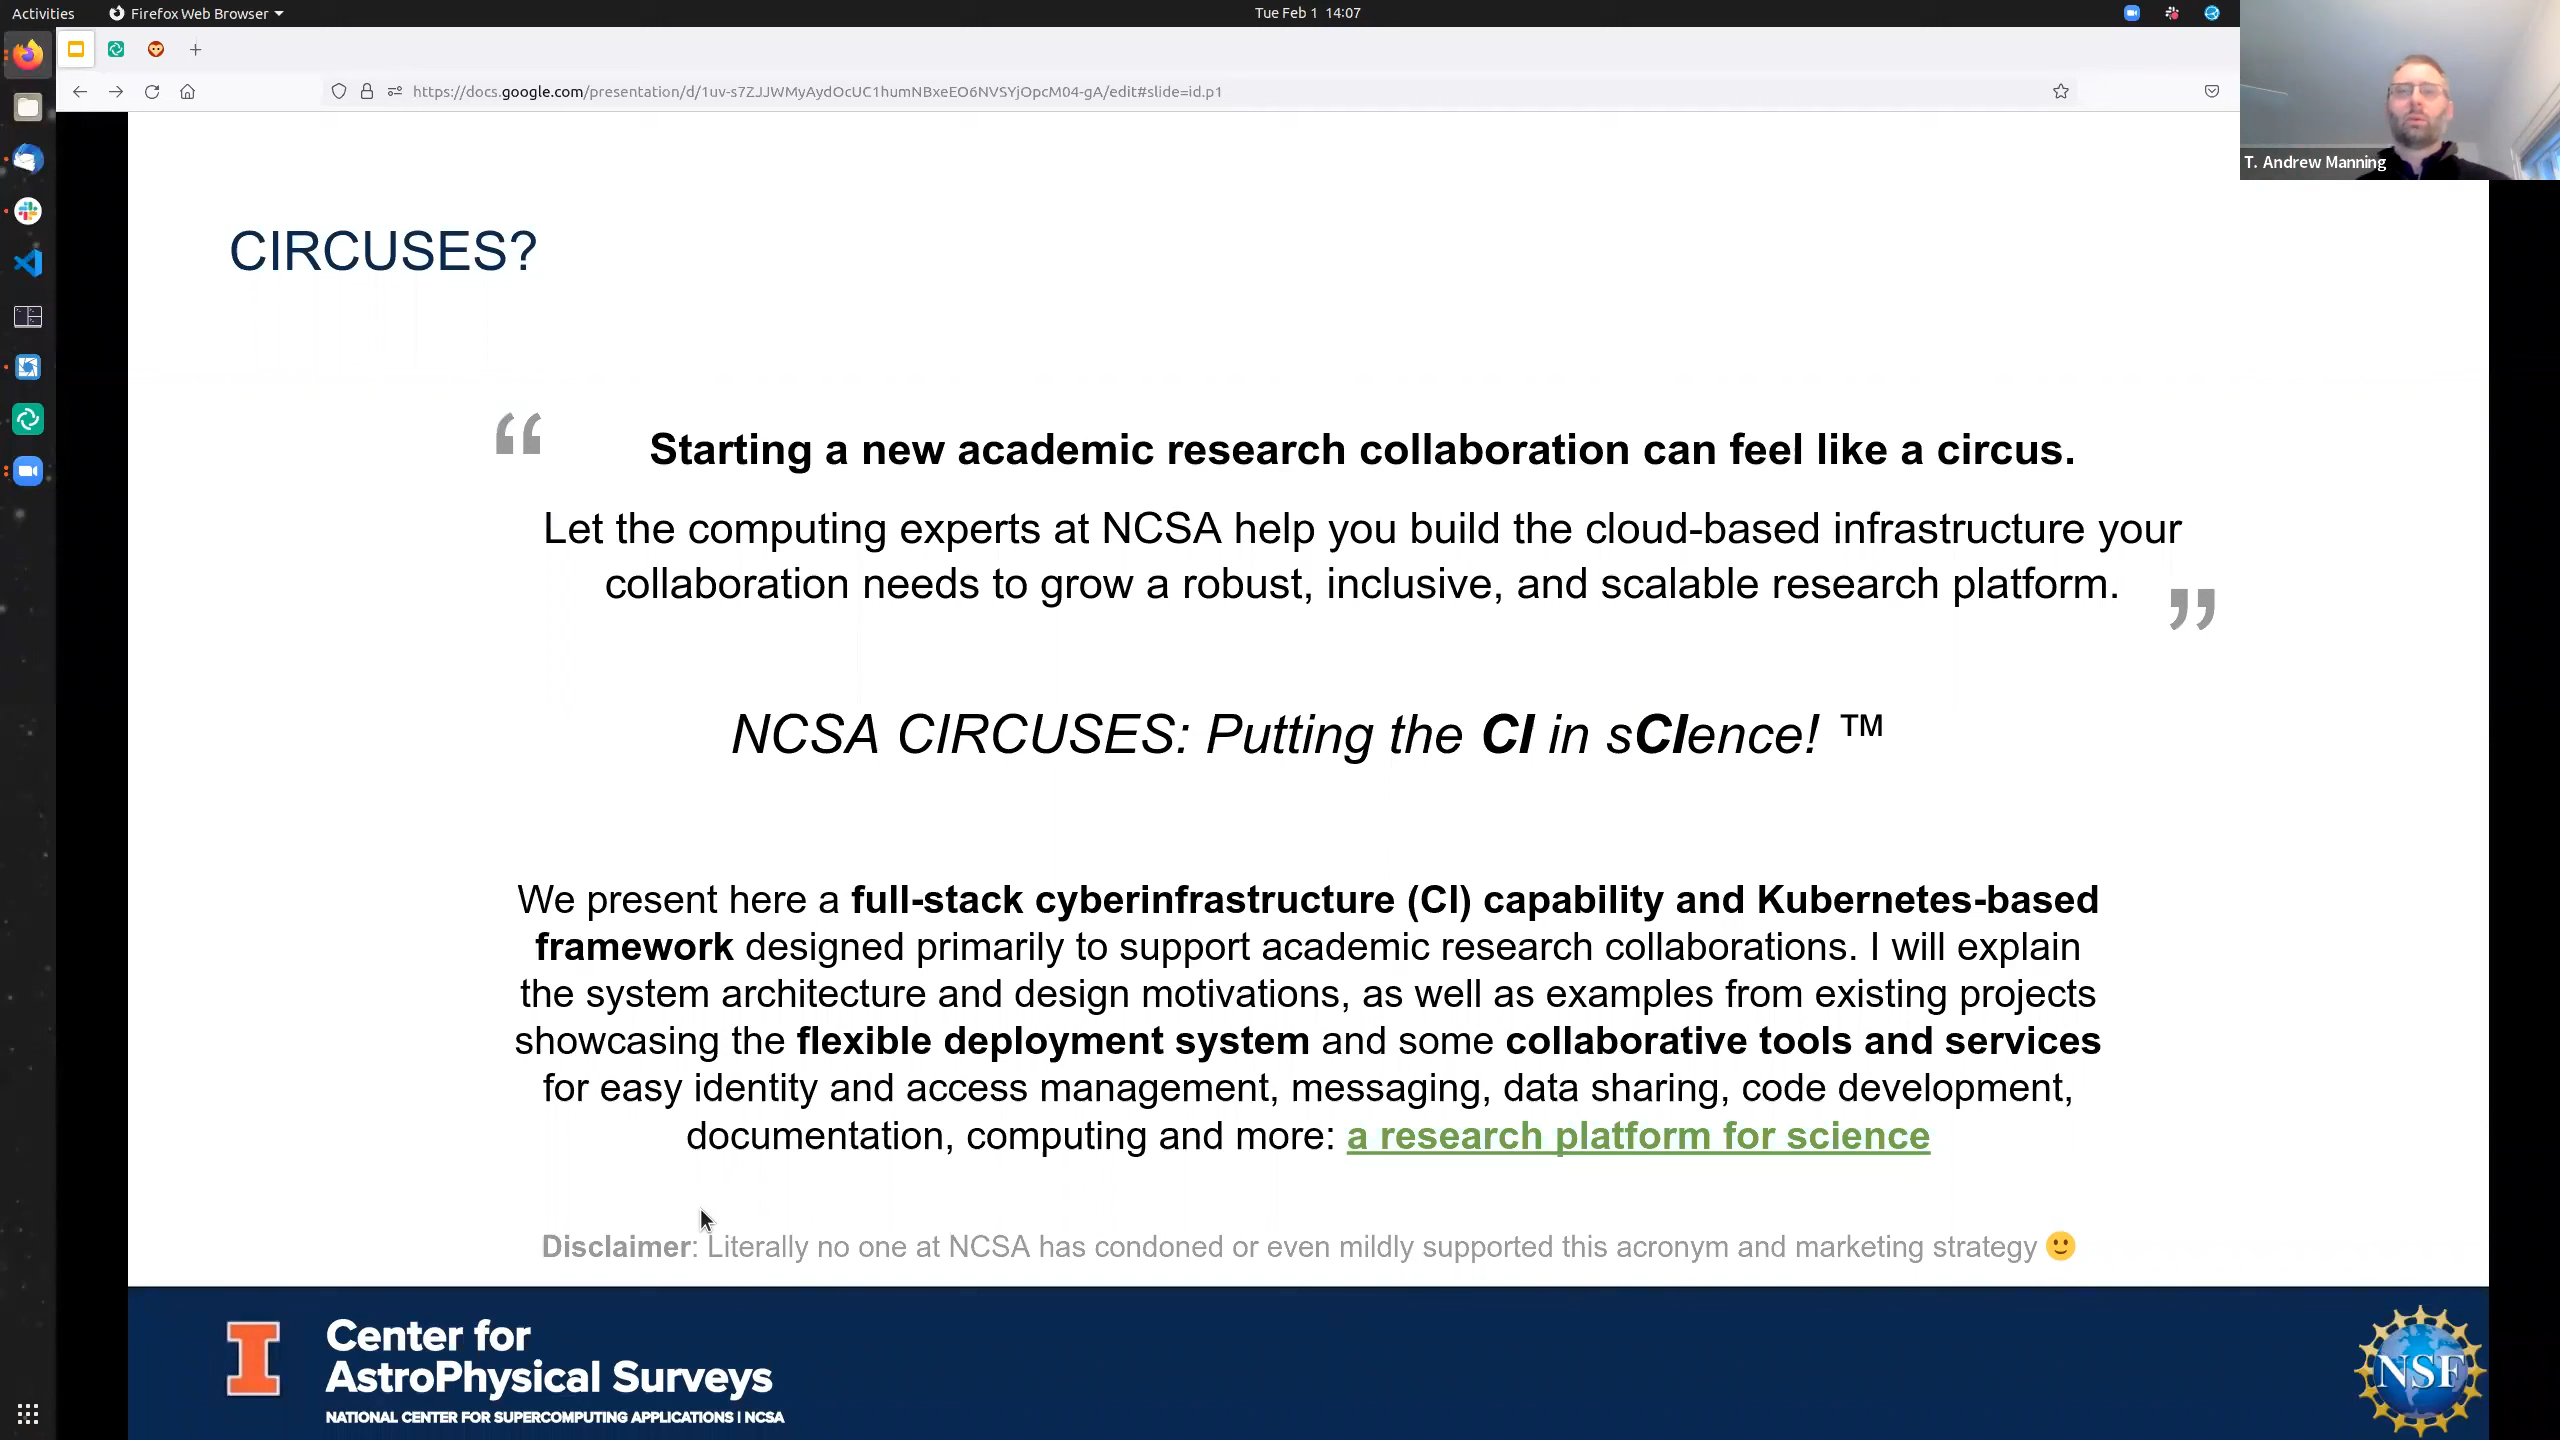 Activities
Firefox Web Browser
Tue Feb 1 14:07
https://docs.google.com/presentation/d/1uv-s7ZJJWMyAydOcUC1humNBxeEO6NVSYjOpcM04-gA/edit#slide=id.p1
T. Andrew Manning
CIRCUSES?
“ Starting a new academic research collaboration can feel like a circus.
Let the computing experts at NCSA help you build the cloud-based infrastructure your
collaboration needs to grow a robust, inclusive, and scalable research platform. ”
NCSA CIRCUSES: Putting the CI in sCIence! ™
We present here a full-stack cyberinfrastructure (CI) capability and Kubernetes-based
framework designed primarily to support academic research collaborations. I will explain
the system architecture and design motivations, as well as examples from existing projects
showcasing the flexible deployment system and some collaborative tools and services
for easy identity and access management, messaging, data sharing, code development,
documentation, computing and more: a research platform for science
Disclaimer: Literally no one at NCSA has condoned or even mildly supported this acronym and marketing strategy 🙂
I
Center for
AstroPhysical Surveys
NATIONAL CENTER FOR SUPERCOMPUTING APPLICATIONS | NCSA
NSF